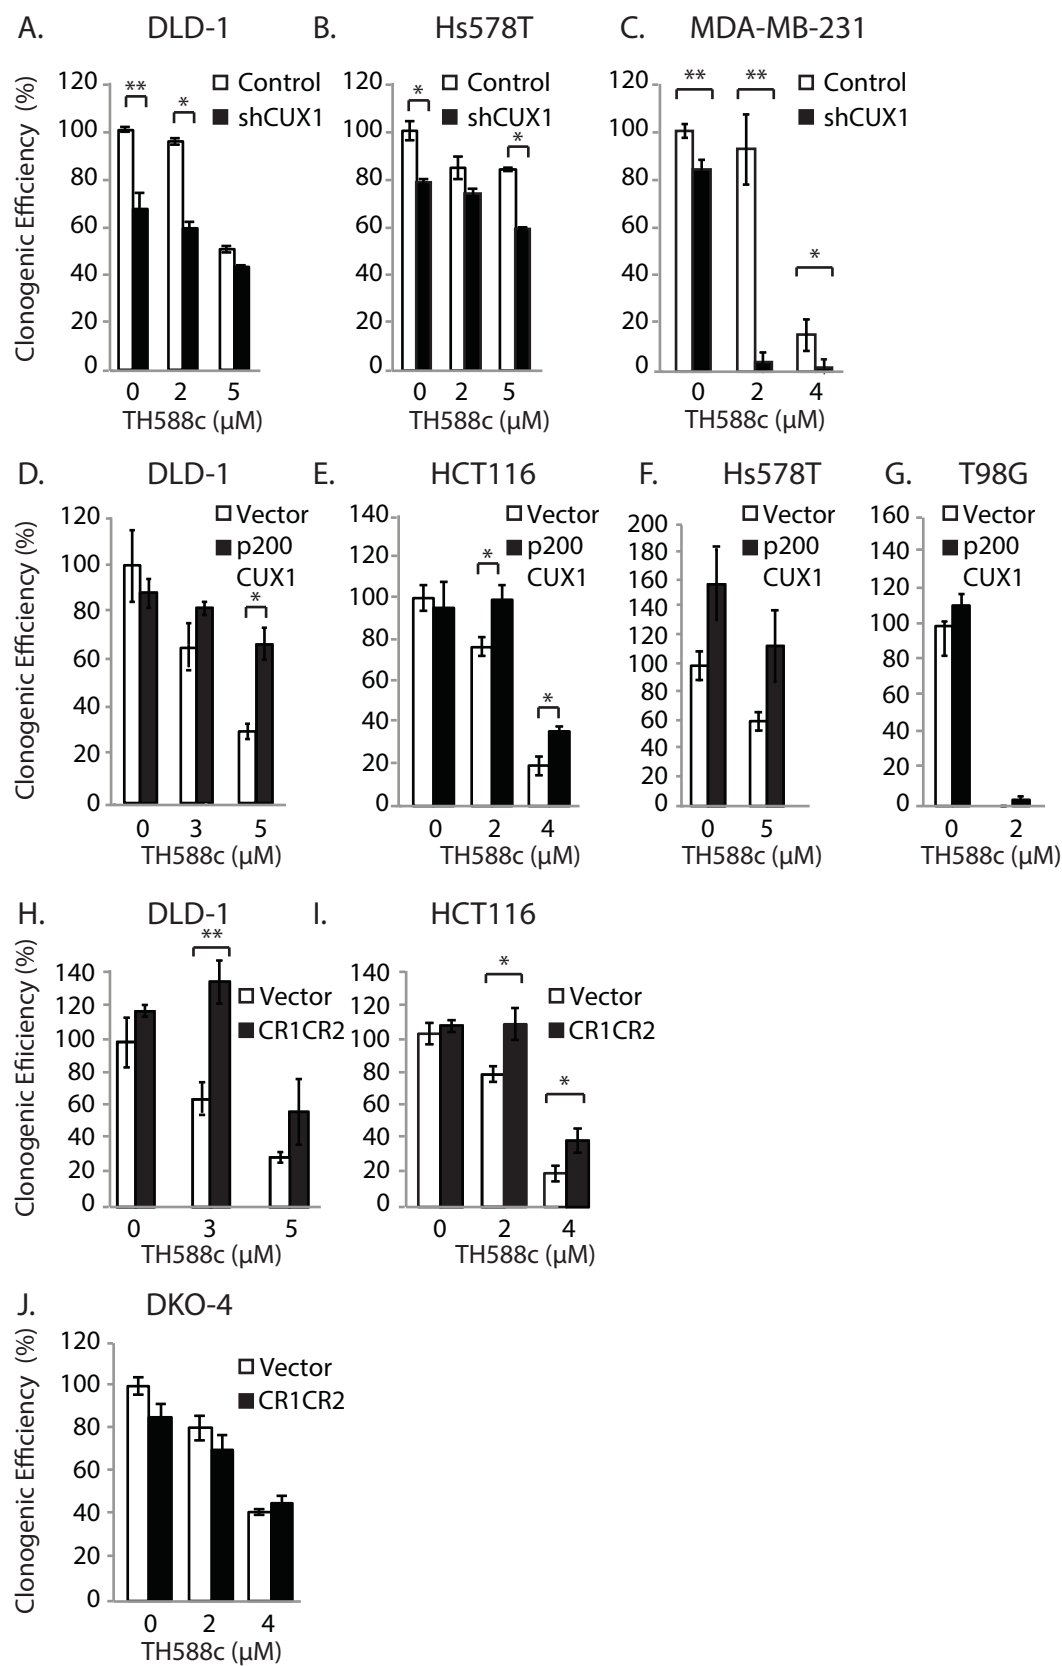 A. DLD-1 B. Hs578T C. MDA-MB-231
Clonogenic Efficiency (%)
120
100
80
60
40
20
0
** *
Control
shCUX1
0 2 5
TH588c (µM)
120
100
80
60
40
20
0
* *
Control
shCUX1
0 2 5
TH588c (µM)
120
100
80
60
40
20
0
** ** *
Control
shCUX1
0 2 4
TH588c (µM)
D. DLD-1 E. HCT116 F. Hs578T G. T98G
Clonogenic Efficiency (%)
120
100
80
60
40
20
0
*
Vector
p200
CUX1
0 3 5
TH588c (µM)
140
120
100
80
60
40
20
0
* *
Vector
p200
CUX1
0 2 4
TH588c (µM)
200
180
160
140
120
100
80
60
40
20
0
Vector
p200
CUX1
0 5
TH588c (µM)
160
140
120
100
80
60
40
20
0
Vector
p200
CUX1
0 2
TH588c (µM)
H. DLD-1 I. HCT116
Clonogenic Eficiency (%)
140
120
100
80
60
40
20
0
**
Vector
CR1CR2
0 3 5
TH588c (µM)
140
120
100
80
60
40
20
0
* *
Vector
CR1CR2
0 2 4
TH588c (µM)
J. DKO-4
Clonogenic Efficiency (%)
120
100
80
60
40
20
0
Vector
CR1CR2
0 2 4
TH588c (µM)